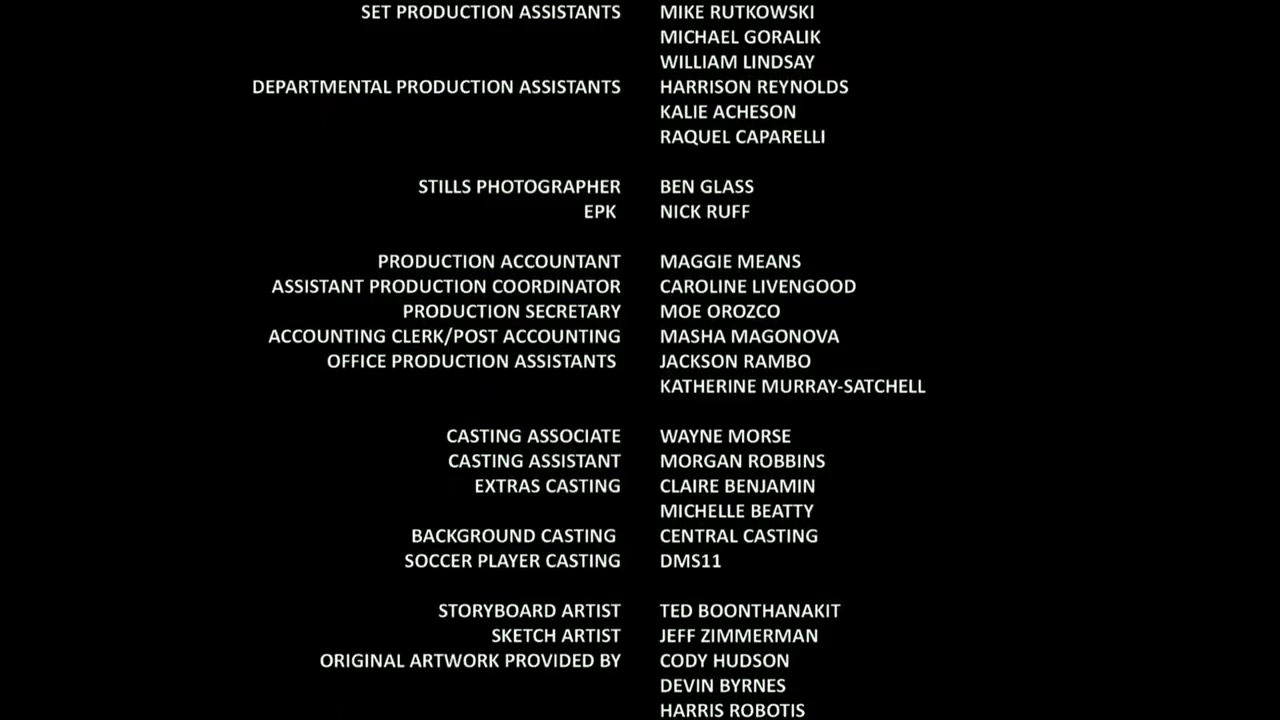 SET PRODUCTION ASSISTANTS MIKE RUTKOWSKI
MICHAEL GORALIK
WILLIAM LINDSAY
DEPARTMENTAL PRODUCTION ASSISTANTS HARRISON REYNOLDS
KALIE ACHESON
RAQUEL CAPARELLI
STILLS PHOTOGRAPHER BEN GLASS
EPK NICK RUFF
PRODUCTION ACCOUNTANT MAGGIE MEANS
ASSISTANT PRODUCTION COORDINATOR CAROLINE LIVENGOOD
PRODUCTION SECRETARY MOE OROZCO
ACCOUNTING CLERK/POST ACCOUNTING MASHA MAGONOVA
OFFICE PRODUCTION ASSISTANTS JACKSON RAMBO
KATHERINE MURRAY-SATCHELL
CASTING ASSOCIATE WAYNE MORSE
CASTING ASSISTANT MORGAN ROBBINS
EXTRAS CASTING CLAIRE BENJAMIN
MICHELLE BEATTY
BACKGROUND CASTING CENTRAL CASTING
SOCCER PLAYER CASTING DMS11
STORYBOARD ARTIST TED BOONTHANAKIT
SKETCH ARTIST JEFF ZIMMERMAN
ORIGINAL ARTWORK PROVIDED BY CODY HUDSON
DEVIN BYRNES
HARRIS ROBOTIS